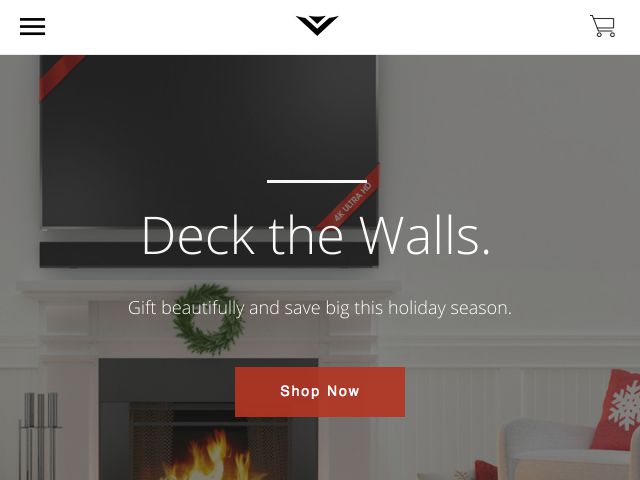 4K ULTRA HD
Deck the Walls.
Gift beautifully and save big this holiday season.
Shop Now